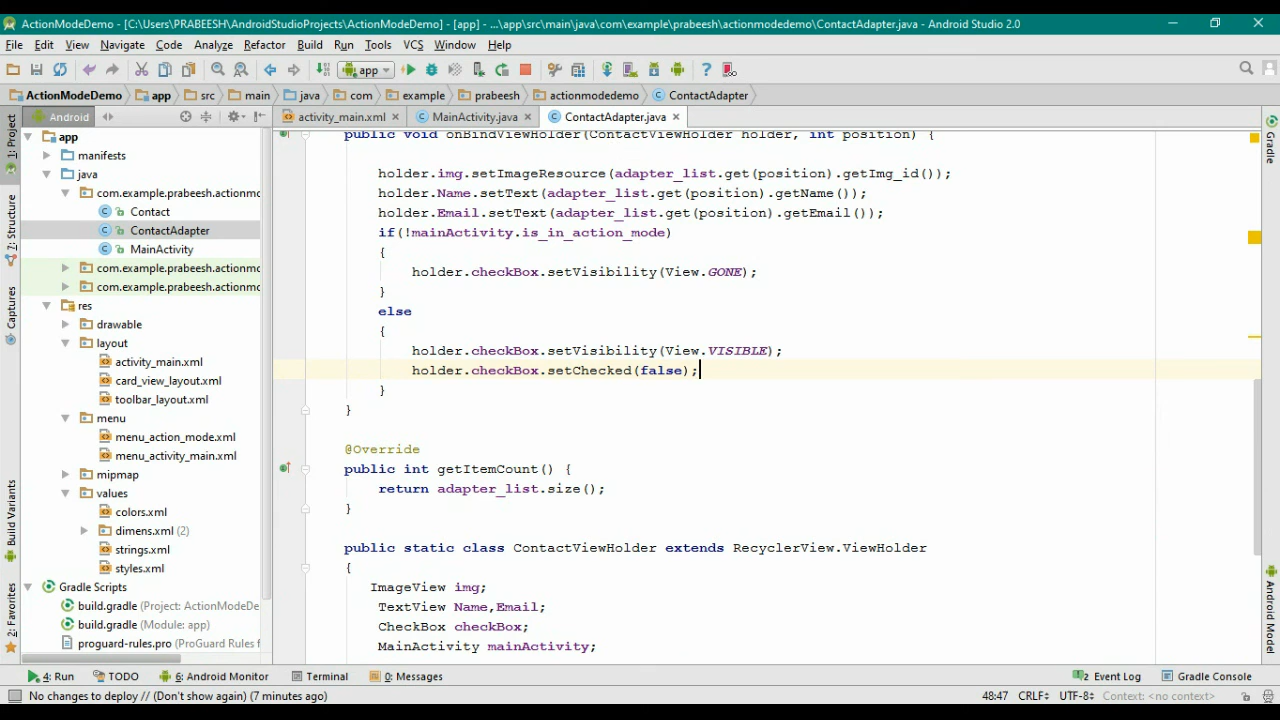 ActionModeDemo - [C:\Users\PRABEESH\AndroidStudioProjects\ActionModeDemo] - [app] - ...\app\src\main\java\com\example\prabeesh\actionmodedemo\ContactAdapter.java - Android Studio 2.0
File Edit View Navigate Code Analyze Refactor Build Run Tools VCS Window Help
app
ActionModeDemo app src main java com example prabeesh actionmodedemo ContactAdapter
Android
activity_main.xml MainActivity.java ContactAdapter.java
1: Project
2: Structure
Captures
Build Variants
2: Favorites
app
manifests
java
com.example.prabeesh.actionmo
Contact
ContactAdapter
MainActivity
com.example.prabeesh.actionmo
com.example.prabeesh.actionmo
res
drawable
layout
activity_main.xml
card_view_layout.xml
toolbar_layout.xml
menu
menu_action_mode.xml
menu_activity_main.xml
mipmap
values
colors.xml
dimens.xml (2)
strings.xml
styles.xml
Gradle Scripts
build.gradle (Project: ActionModeDe
build.gradle (Module: app)
proguard-rules.pro (ProGuard Rules f
public void onBindViewHolder(ContactViewHolder holder, int position) {
holder.img.setImageResource(adapter_list.get(position).getImg_id());
holder.Name.setText(adapter_list.get(position).getName());
holder.Email.setText(adapter_list.get(position).getEmail());
if(!mainActivity.is_in_action_mode)
{
holder.checkBox.setVisibility(View.GONE);
}
else
{
holder.checkBox.setVisibility(View.VISIBLE);
holder.checkBox.setChecked(false);
}
}
@Override
public int getItemCount() {
return adapter_list.size();
}
public static class ContactViewHolder extends RecyclerView.ViewHolder
{
ImageView img;
TextView Name,Email;
CheckBox checkBox;
MainActivity mainActivity;
Gradle
Android Model
4: Run TODO 6: Android Monitor Terminal 0: Messages 2 Event Log Gradle Console
No changes to deploy // (Don't show again) (7 minutes ago) 48:47 CRLF UTF-8 Context: <no context>